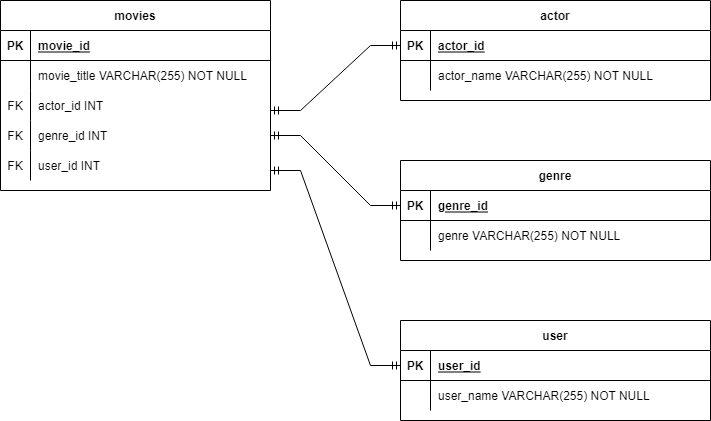 movies
PK movie_id
movie_title VARCHAR(255) NOT NULL
FK actor_id INT
FK genre_id INT
FK user_id INT
actor
PK actor_id
actor_name VARCHAR(255) NOT NULL
genre
PK genre_id
genre VARCHAR(255) NOT NULL
user
PK user_id
user_name VARCHAR(255) NOT NULL